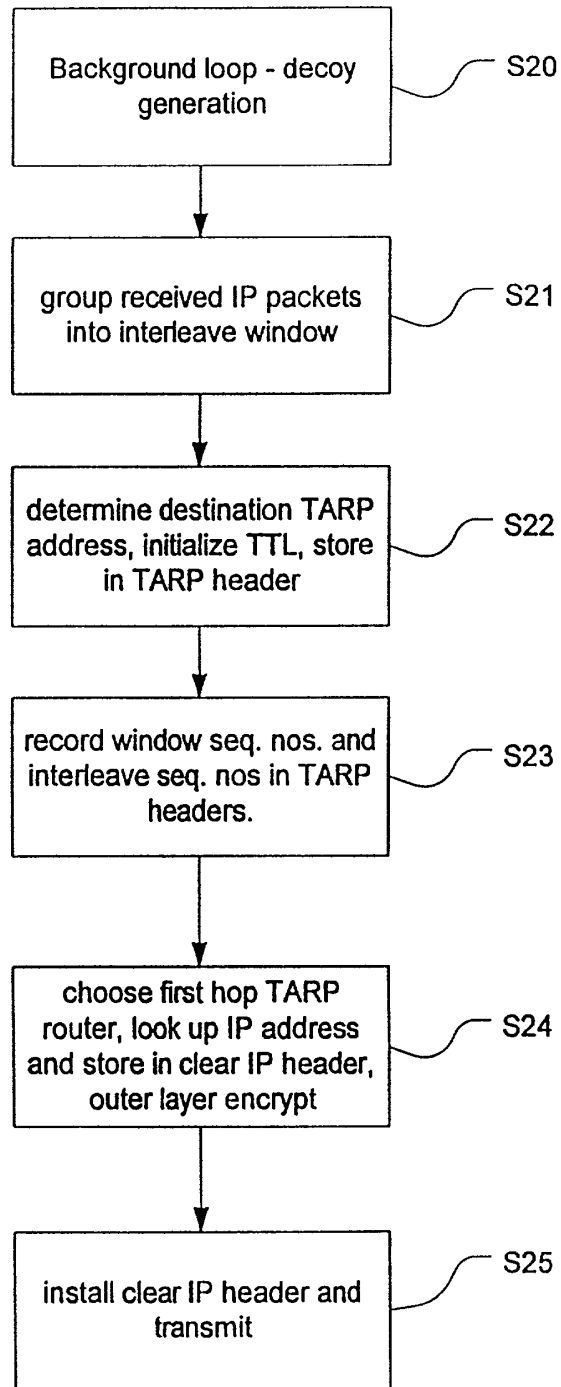 Background loop - decoy
generation
S20
group received IP packets
into interleave window
S21
determine destination TARP
address, initialize TTL, store
in TARP header
S22
record window seq. nos. and
interleave seq. nos in TARP
headers.
S23
choose first hop TARP
router, look up IP address
and store in clear IP header,
outer layer encrypt
S24
install clear IP header and
transmit
S25